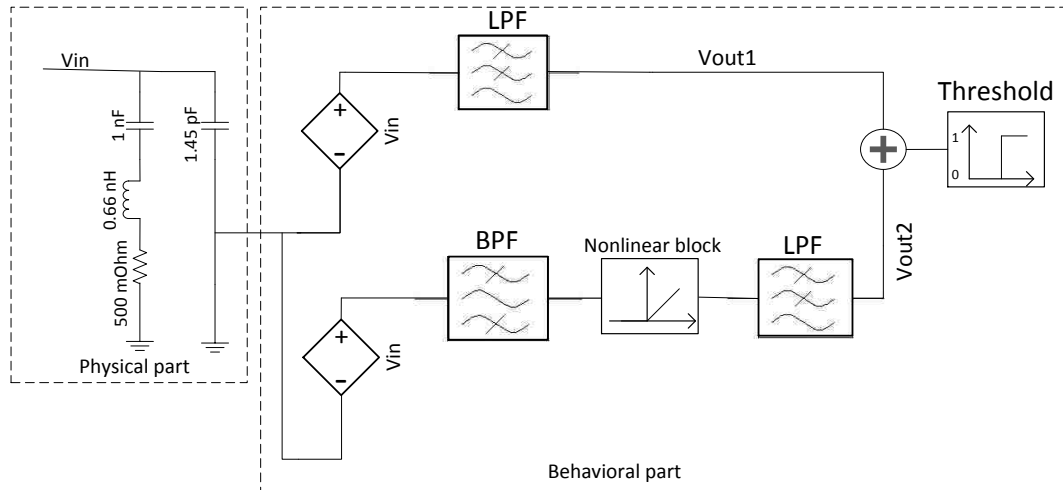 Vin
1 nF
1.45 pF
0.66 nH
500 mOhm
Physical part
LPF
Vout1
+
-
Vin
Threshold
1
0
BPF
Nonlinear block
LPF
Vout2
+
-
Vin
Behavioral part